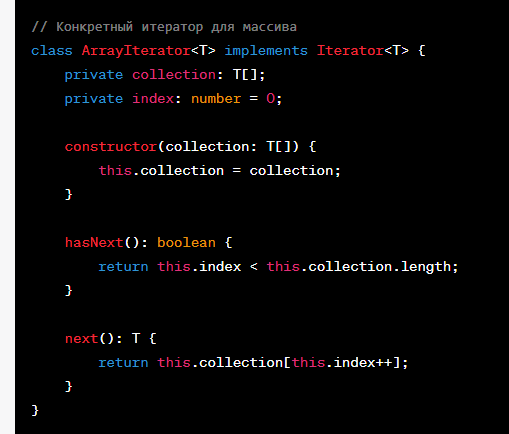 // Конкретный итератор для массива
class ArrayIterator<T> implements Iterator<T> {
    private collection: T[];
    private index: number = 0;

    constructor(collection: T[]) {
        this.collection = collection;
    }

    hasNext(): boolean {
        return this.index < this.collection.length;
    }

    next(): T {
        return this.collection[this.index++];
    }
}